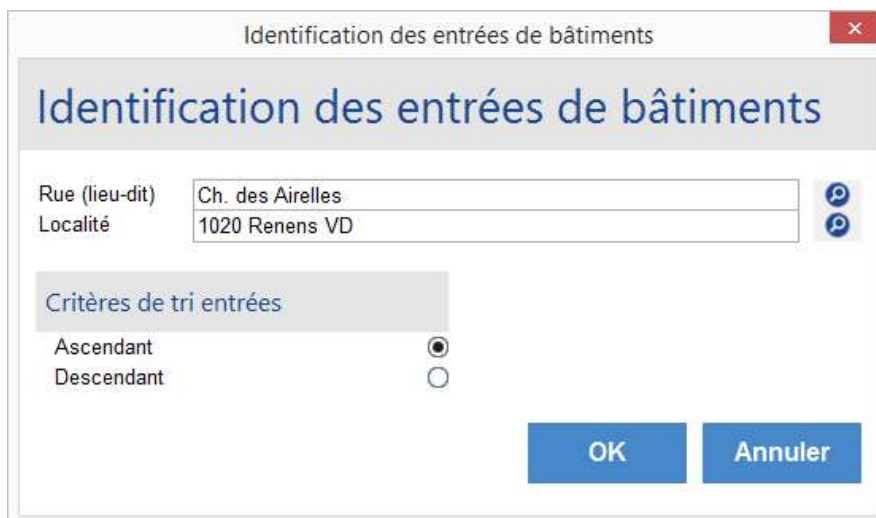 Identification des entrées de bâtiments
Identification des entrées de bâtiments
Rue (lieu-dit) Ch. des Airelles
Localité 1020 Renens VD
Critères de tri entrées
Ascendant
Descendant
OK Annuler